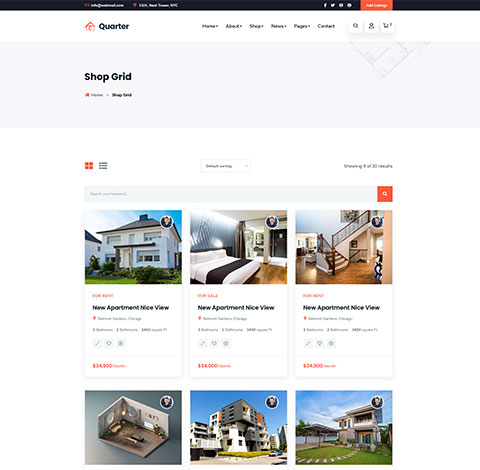 info@webmail.com 15/A, Nest Tower, NYC Add Listings
Quarter Home About Shop News Pages Contact
Shop Grid
Home > Shop Grid
Default sorting Showing 9 of 20 results
Search your keyword...
FOR RENT FOR SALE FOR RENT
New Apartment Nice View New Apartment Nice View New Apartment Nice View
Belmont Gardens, Chicago Belmont Gardens, Chicago Belmont Gardens, Chicago
3 Bedrooms 2 Bathrooms 3450 square Ft 3 Bedrooms 2 Bathrooms 3450 square Ft 3 Bedrooms 2 Bathrooms 3450 square Ft
$34,900/Month $34,900/Month $34,900/Month